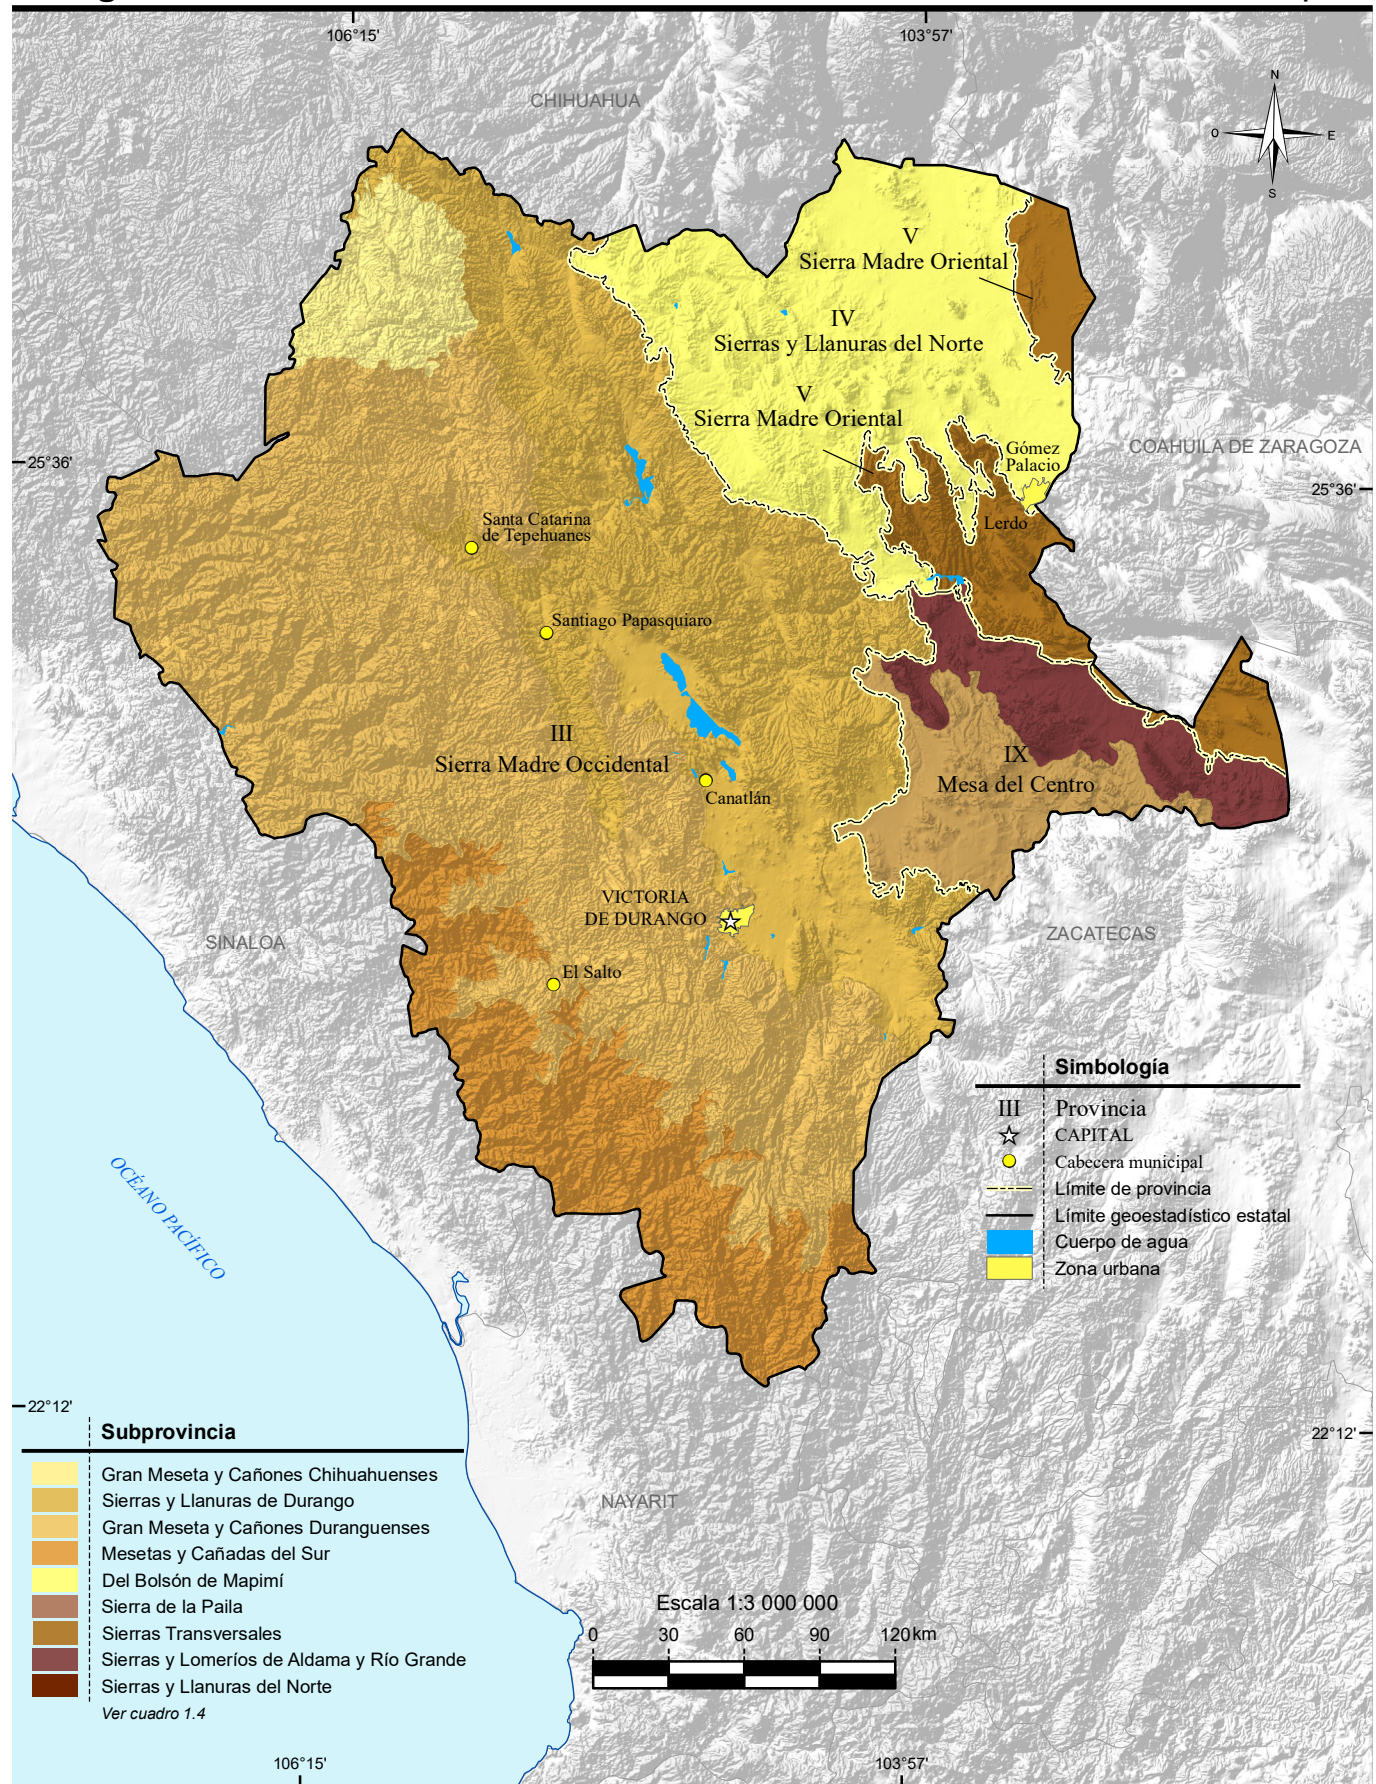 106°15'
103°57'
CHIHUAHUA
N
O
E
S
V
Sierra Madre Oriental
IV
Sierras y Llanuras del Norte
V
Sierra Madre Oriental
Gómez
Palacio
COAHUILA DE ZARAGOZA
25°36'
25°36'
Lerdo
Santa Catarina
de Tepehuanes
Santiago Papasquiaro
III
Sierra Madre Occidental
IX
Mesa del Centro
Canatlán
VICTORIA
DE DURANGO
SINALOA
ZACATECAS
El Salto
Simbología
III Provincia
CAPITAL
Cabecera municipal
Límite de provincia
Límite geoestadístico estatal
Cuerpo de agua
Zona urbana
OCÉANO PACÍFICO
22°12'
22°12'
Subprovincia
Gran Meseta y Cañones Chihuahuenses
Sierras y Llanuras de Durango
Gran Meseta y Cañones Duranguenses
Mesetas y Cañadas del Sur
Del Bolsón de Mapimí
Sierra de la Paila
Sierras Transversales
Sierras y Lomeríos de Aldama y Río Grande
Sierras y Llanuras del Norte
Ver cuadro 1.4
NAYARIT
Escala 1:3 000 000
0 30 60 90 120 km
106°15'
103°57'